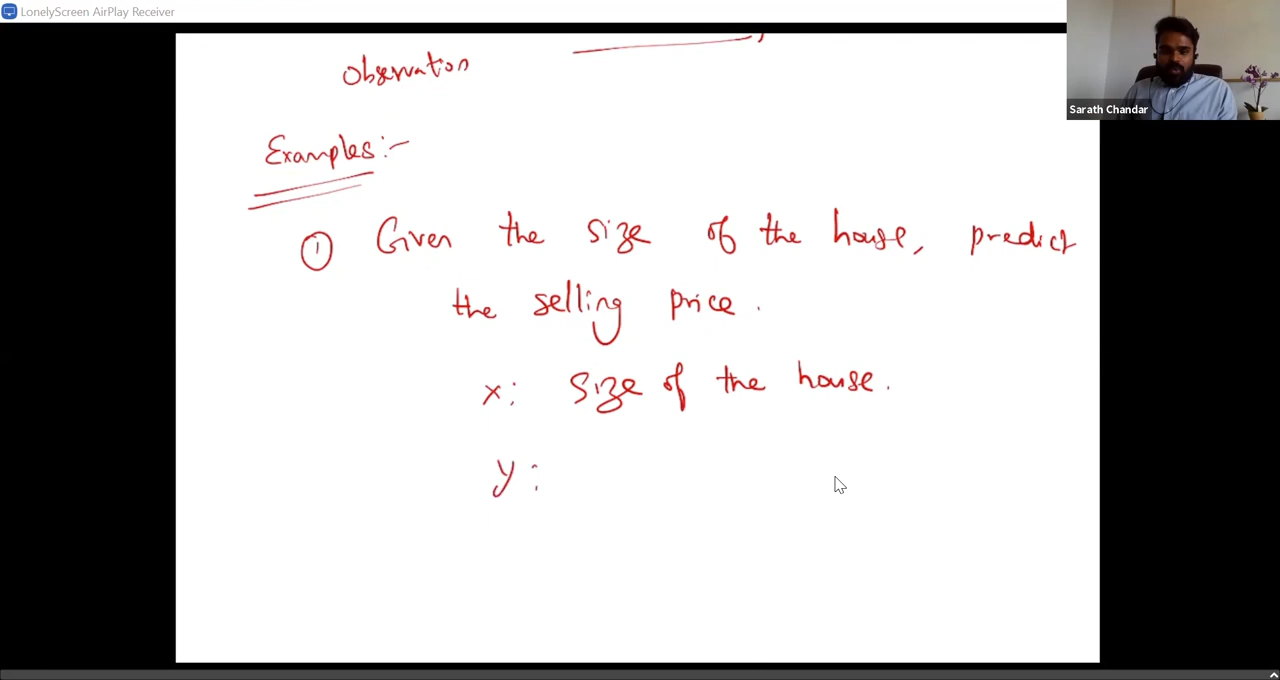 LonelyScreen AirPlay Receiver
Sarath Chandar
Observation
Examples:-
① Given the size of the house, predict
the selling price.
x: Size of the house.
y: